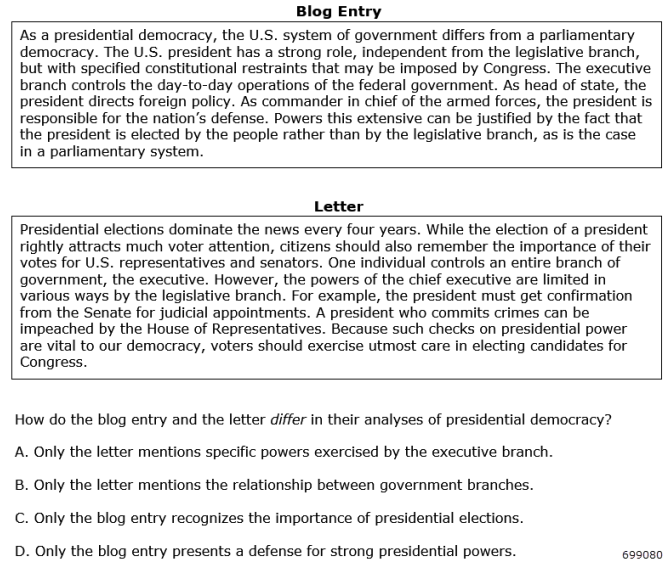 Blog Entry
As a presidential democracy, the U.S. system of government differs from a parliamentary
democracy. The U.S. president has a strong role, independent from the legislative branch,
but with specified constitutional restraints that may be imposed by Congress. The executive
branch controls the day-to-day operations of the federal government. As head of state, the
president directs foreign policy. As commander in chief of the armed forces, the president is
responsible for the nation's defense. Powers this extensive can be justified by the fact that
the president is elected by the people rather than by the legislative branch, as is the case
in a parliamentary system.
Letter
Presidential elections dominate the news every four years. While the election of a president
rightly attracts much voter attention, citizens should also remember the importance of their
votes for U.S. representatives and senators. One individual controls an entire branch of
government, the executive. However, the powers of the chief executive are limited in
various ways by the legislative branch. For example, the president must get confirmation
from the Senate for judicial appointments. A president who commits crimes can be
impeached by the House of Representatives. Because such checks on presidential power
are vital to our democracy, voters should exercise utmost care in electing candidates for
Congress.
How do the blog entry and the letter differ in their analyses of presidential democracy?
A. Only the letter mentions specific powers exercised by the executive branch.
B. Only the letter mentions the relationship between government branches.
C. Only the blog entry recognizes the importance of presidential elections.
D. Only the blog entry presents a defense for strong presidential powers.
699080